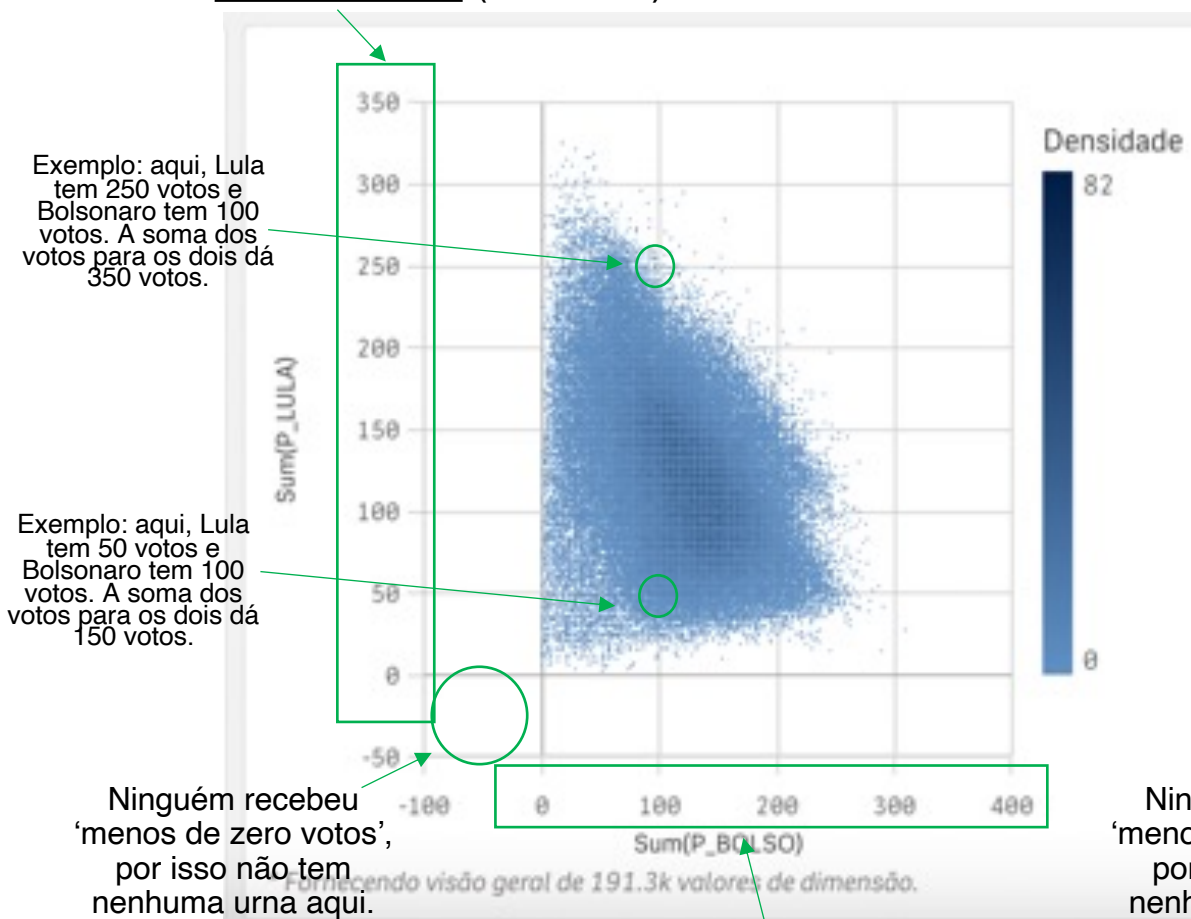 350
300
250
200
150
100
50
0
-50
-100
0
100
200
300
400
Sum(P_LULA)
Sum(P_BOLSO)
Densidade
82
0
Exemplo: aqui, Lula
tem 250 votos e
Bolsonaro tem 100
votos. A soma dos
votos para os dois dá
350 votos.
Exemplo: aqui, Lula
tem 50 votos e
Bolsonaro tem 100
votos. A soma dos
votos para os dois dá
150 votos.
Ninguém recebeu
‘menos de zero votos’,
por isso não tem
nenhuma urna aqui.
Fornecendo visão geral de 191.3k valores de dimensão.